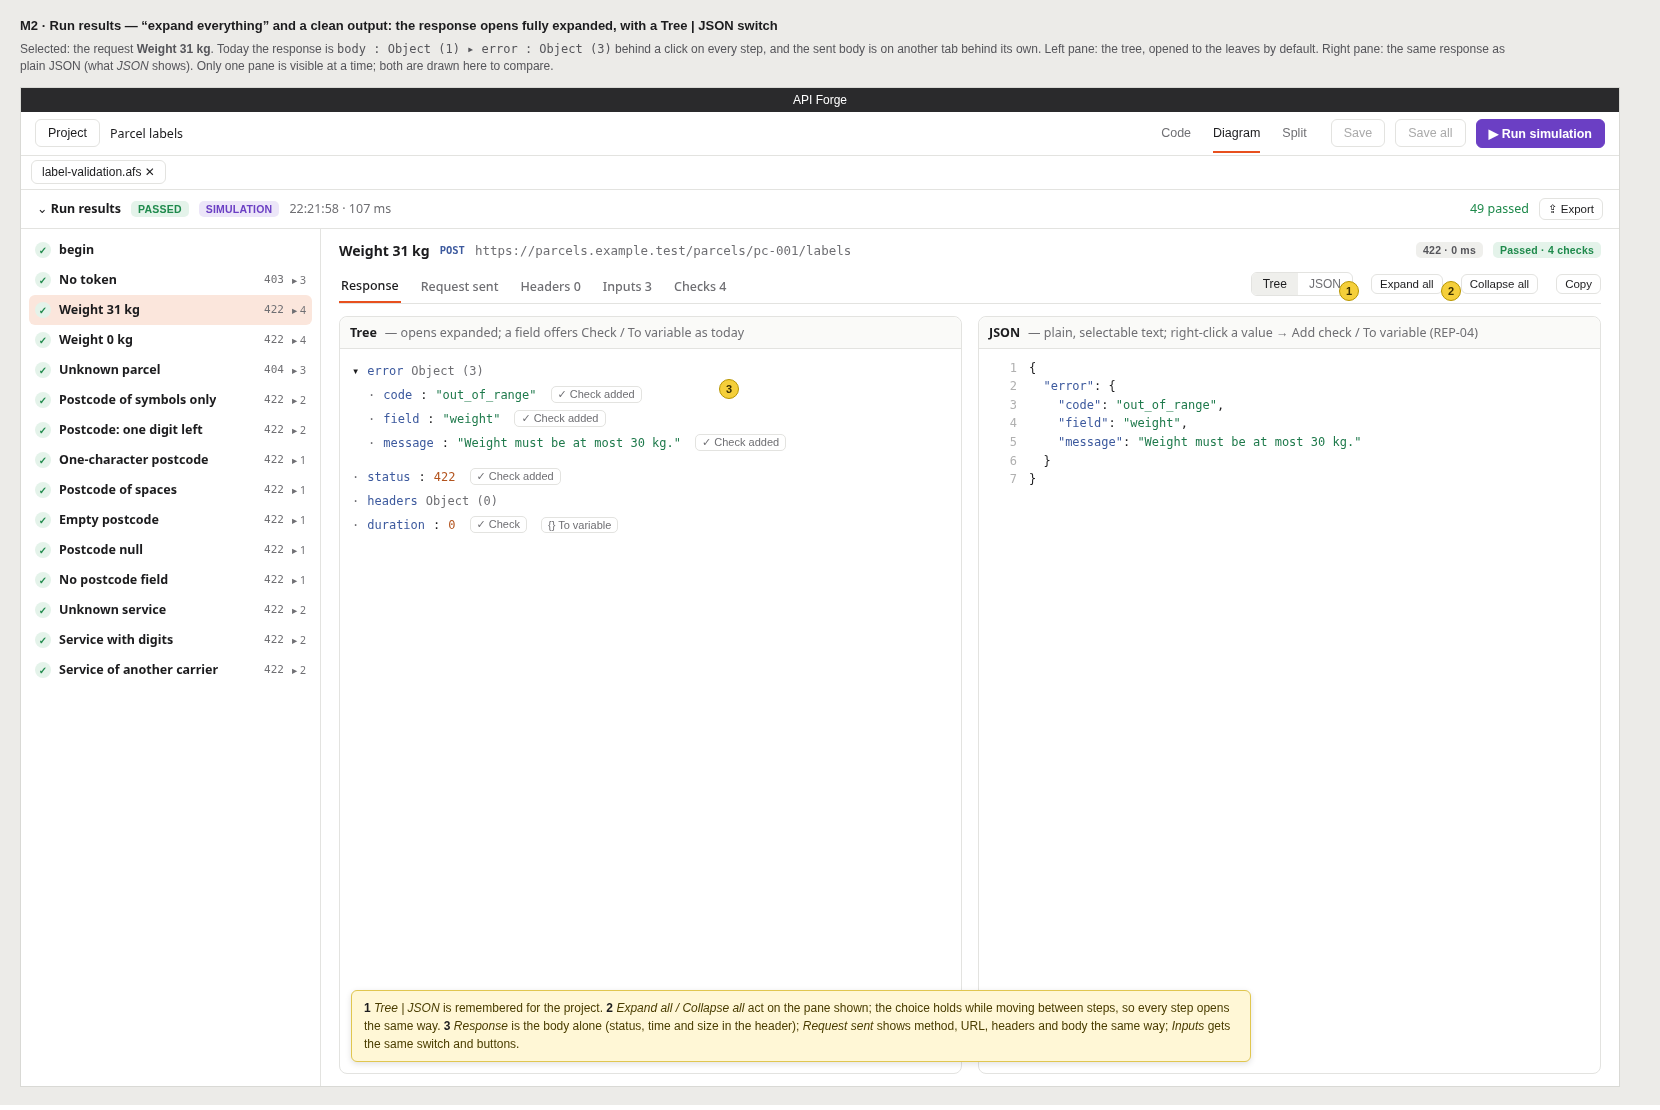 M2 · Run results — “expand everything” and a clean output: the response opens fully expanded, with a Tree | JSON switch
Selected: the request Weight 31 kg. Today the response is body : Object (1) ▸ error : Object (3) behind a click on every step, and the sent body is on another tab behind its own. Left pane: the tree, opened to the leaves by default. Right pane: the same response as
plain JSON (what JSON shows). Only one pane is visible at a time; both are drawn here to compare.
API Forge
Project Parcel labels Code Diagram Split Save Save all ▶ Run simulation
label-validation.afs ✕
⌄ Run results PASSED SIMULATION 22:21:58 · 107 ms 49 passed ⇪ Export
✓ begin
✓ No token 403 ▸ 3
✓ Weight 31 kg 422 ▸ 4
✓ Weight 0 kg 422 ▸ 4
✓ Unknown parcel 404 ▸ 3
✓ Postcode of symbols only 422 ▸ 2
✓ Postcode: one digit left 422 ▸ 2
✓ One-character postcode 422 ▸ 1
✓ Postcode of spaces 422 ▸ 1
✓ Empty postcode 422 ▸ 1
✓ Postcode null 422 ▸ 1
✓ No postcode field 422 ▸ 1
✓ Unknown service 422 ▸ 2
✓ Service with digits 422 ▸ 2
✓ Service of another carrier 422 ▸ 2
Weight 31 kg POST https://parcels.example.test/parcels/pc-001/labels 422 · 0 ms Passed · 4 checks
Response Request sent Headers 0 Inputs 3 Checks 4 Tree JSON 1 Expand all 2 Collapse all Copy
Tree — opens expanded; a field offers Check / To variable as today
▾ error Object (3)
· code : "out_of_range" ✓ Check added 3
· field : "weight" ✓ Check added
· message : "Weight must be at most 30 kg." ✓ Check added
· status : 422 ✓ Check added
· headers Object (0)
· duration : 0 ✓ Check {} To variable
JSON — plain, selectable text; right-click a value → Add check / To variable (REP-04)
1 {
2 "error": {
3 "code": "out_of_range",
4 "field": "weight",
5 "message": "Weight must be at most 30 kg."
6 }
7 }
1 Tree | JSON is remembered for the project. 2 Expand all / Collapse all act on the pane shown; the choice holds while moving between steps, so every step opens
the same way. 3 Response is the body alone (status, time and size in the header); Request sent shows method, URL, headers and body the same way; Inputs gets
the same switch and buttons.